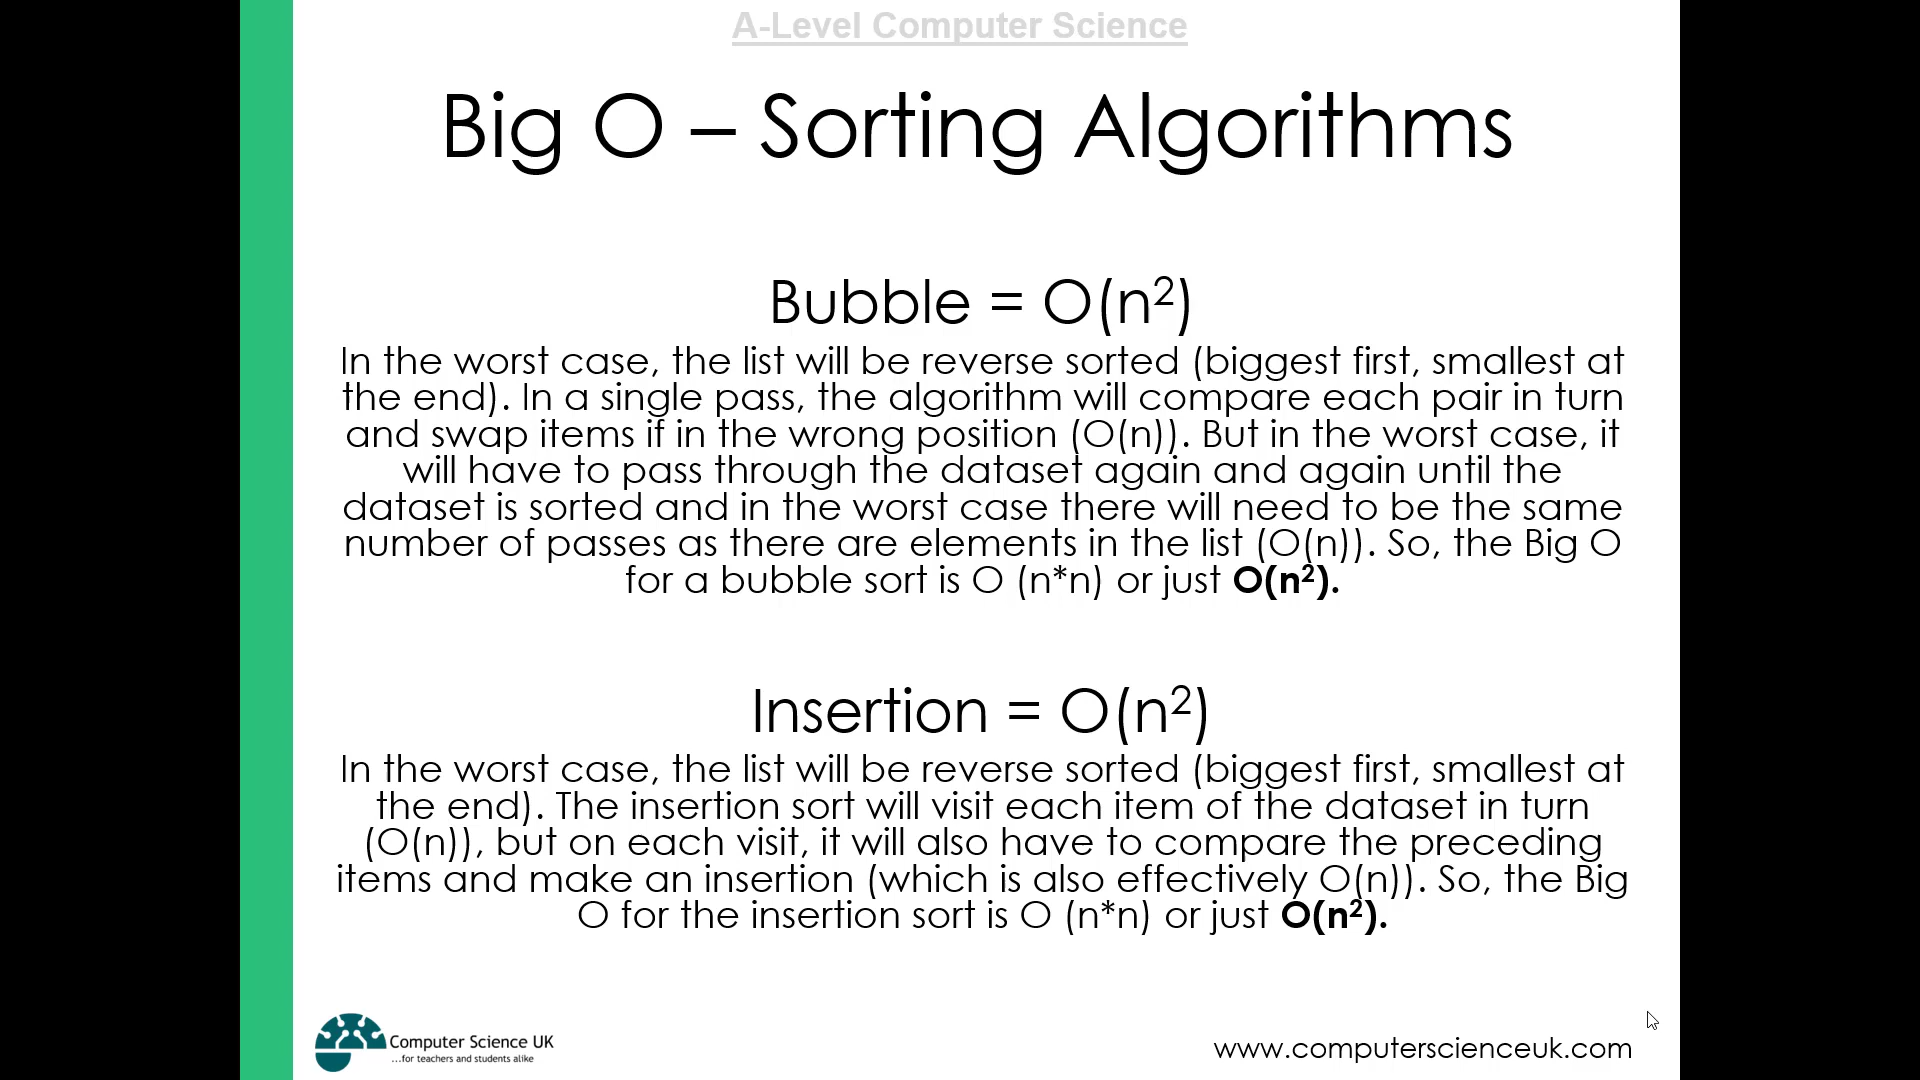 A-Level Computer Science
Big O – Sorting Algorithms
Bubble = O(n²)
In the worst case, the list will be reverse sorted (biggest first, smallest at
the end). In a single pass, the algorithm will compare each pair in turn
and swap items if in the wrong position (O(n)). But in the worst case, it
will have to pass through the dataset again and again until the
dataset is sorted and in the worst case there will need to be the same
number of passes as there are elements in the list (O(n)). So, the Big O
for a bubble sort is O (n*n) or just O(n²).
Insertion = O(n²)
In the worst case, the list will be reverse sorted (biggest first, smallest at
the end). The insertion sort will visit each item of the dataset in turn
(O(n)), but on each visit, it will also have to compare the preceding
items and make an insertion (which is also effectively O(n)). So, the Big
O for the insertion sort is O (n*n) or just O(n²).
Computer Science UK
...for teachers and students alike
www.computerscienceuk.com